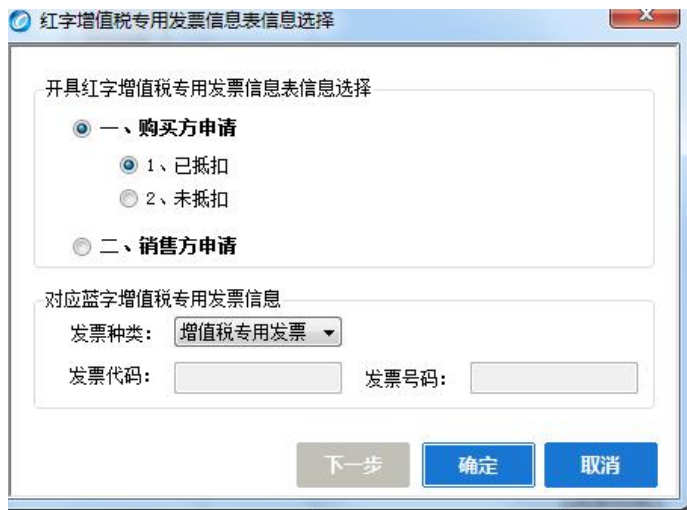 红字增值税专用发票信息表信息选择
开具红字增值税专用发票信息表信息选择
一、购买方申请
1、已抵扣
2、未抵扣
二、销售方申请
对应蓝字增值税专用发票信息
发票种类： 增值税专用发票
发票代码： 发票号码：
下一步 确定 取消